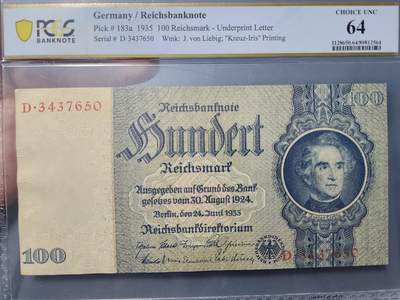 PCGS
BANKNOTE
Germany / Reichsbanknote
Pick # 183a 1935 100 Reichsmark - Underprint Letter
Serial # D·3437650 Wmk: J. von Liebig; "Kreuz-Iris" Printing
CHOICE UNC
64
D·3437650
Reichsbanknote
100
Hundert
Reichsmark
Ausgegeben auf Grund des Bank
gesetzes vom 30. August 1924.
Berlin, den 24. Juni 1935
Reichsbankdirektorium
100
D·3437650